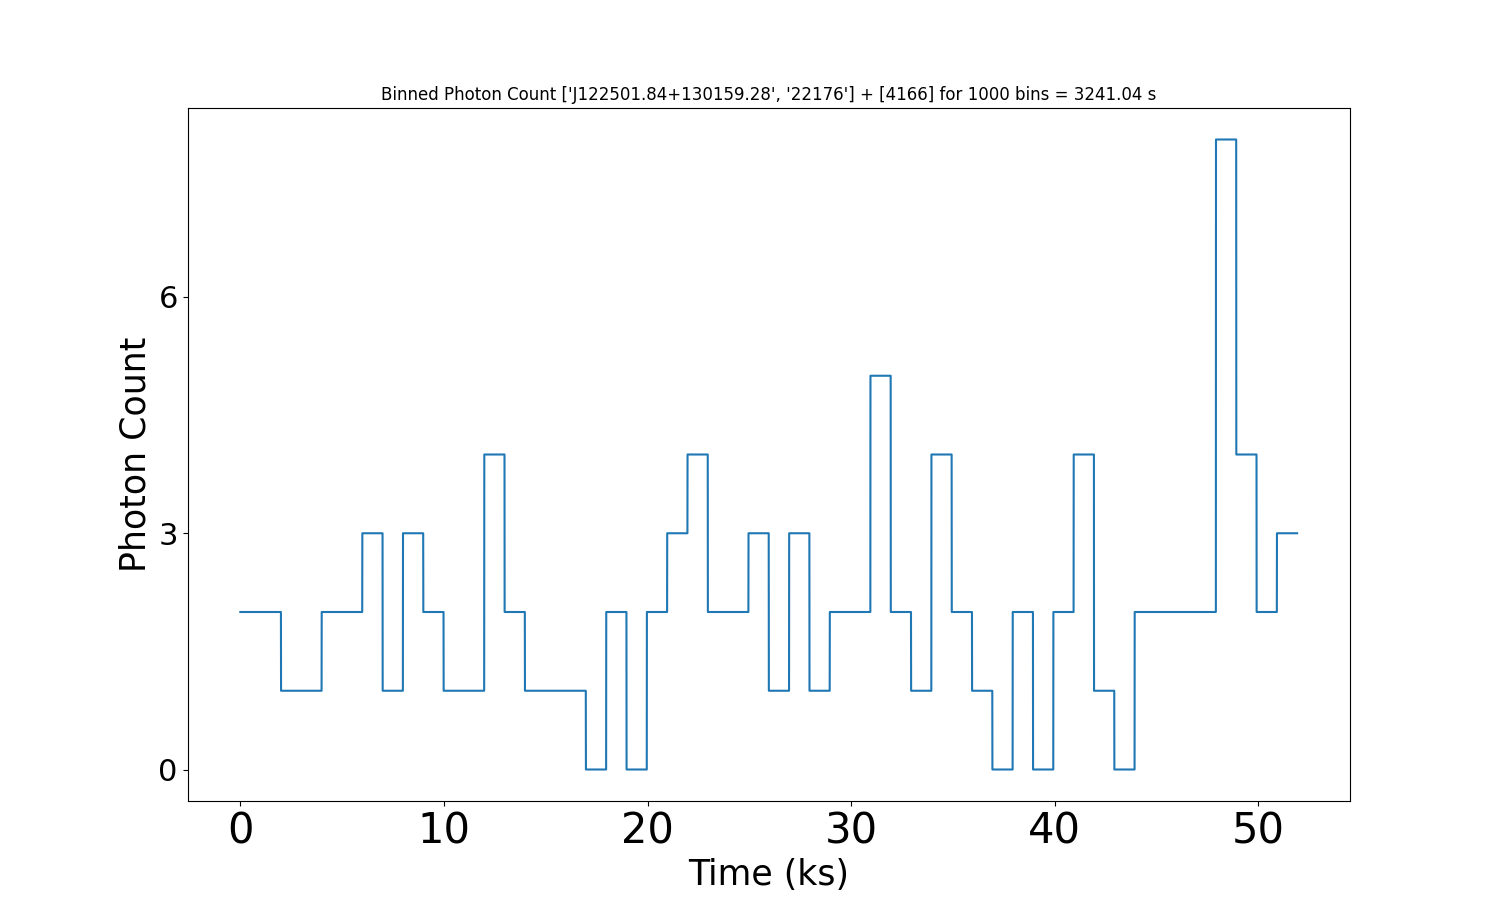 Binned Photon Count ['J122501.84+130159.28', '22176'] + [4166] for 1000 bins = 3241.04 s
Photon Count
6
3
0
0 10 20 30 40 50
Time (ks)